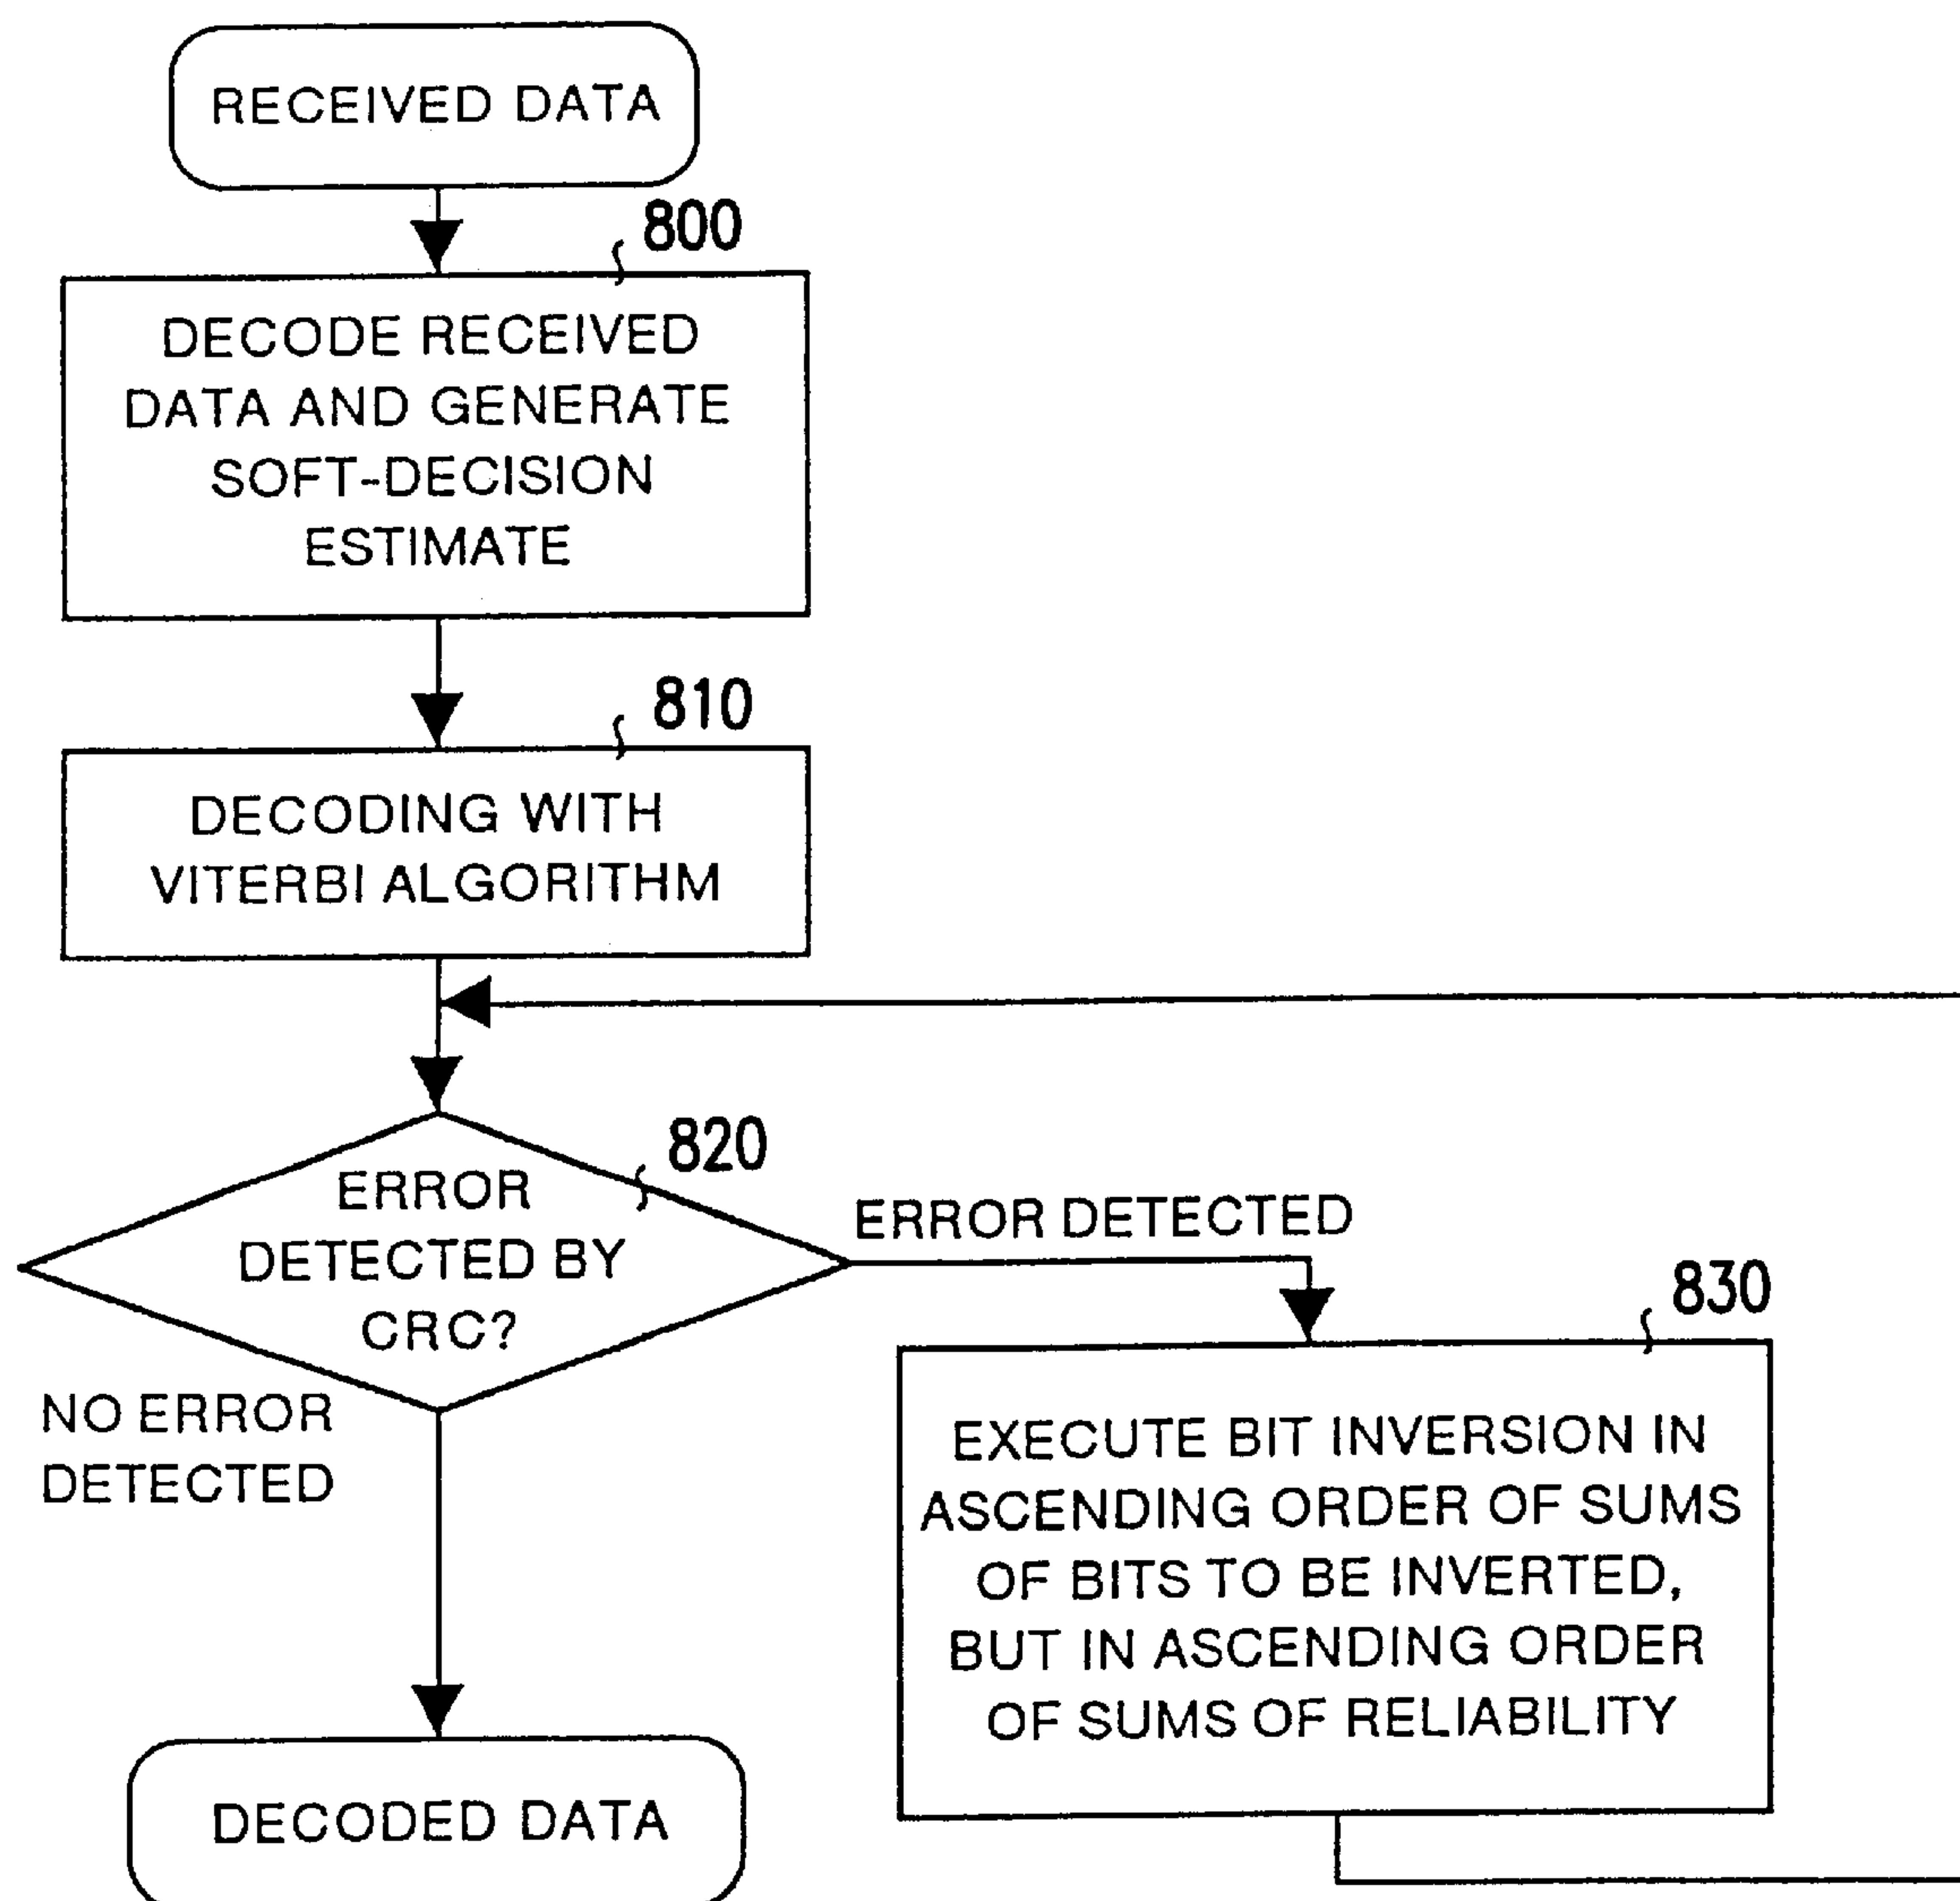 RECEIVED DATA
800
DECODE RECEIVED
DATA AND GENERATE
SOFT-DECISION
ESTIMATE
810
DECODING WITH
VITERBI ALGORITHM
820
ERROR
DETECTED BY
CRC?
ERROR DETECTED
NO ERROR
DETECTED
830
EXECUTE BIT INVERSION IN
ASCENDING ORDER OF SUMS
OF BITS TO BE INVERTED,
BUT IN ASCENDING ORDER
OF SUMS OF RELIABILITY
DECODED DATA